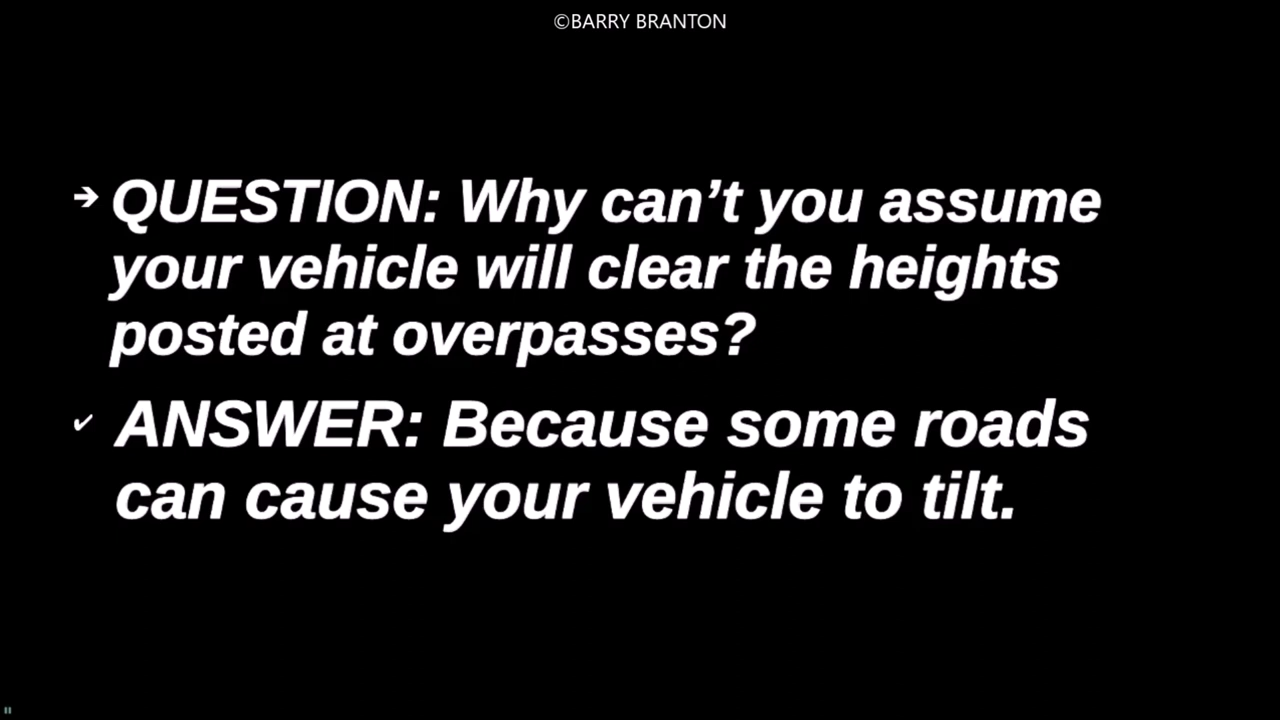 ©BARRY BRANTON
➔ QUESTION: Why can’t you assume
your vehicle will clear the heights
posted at overpasses?
✔ ANSWER: Because some roads
can cause your vehicle to tilt.